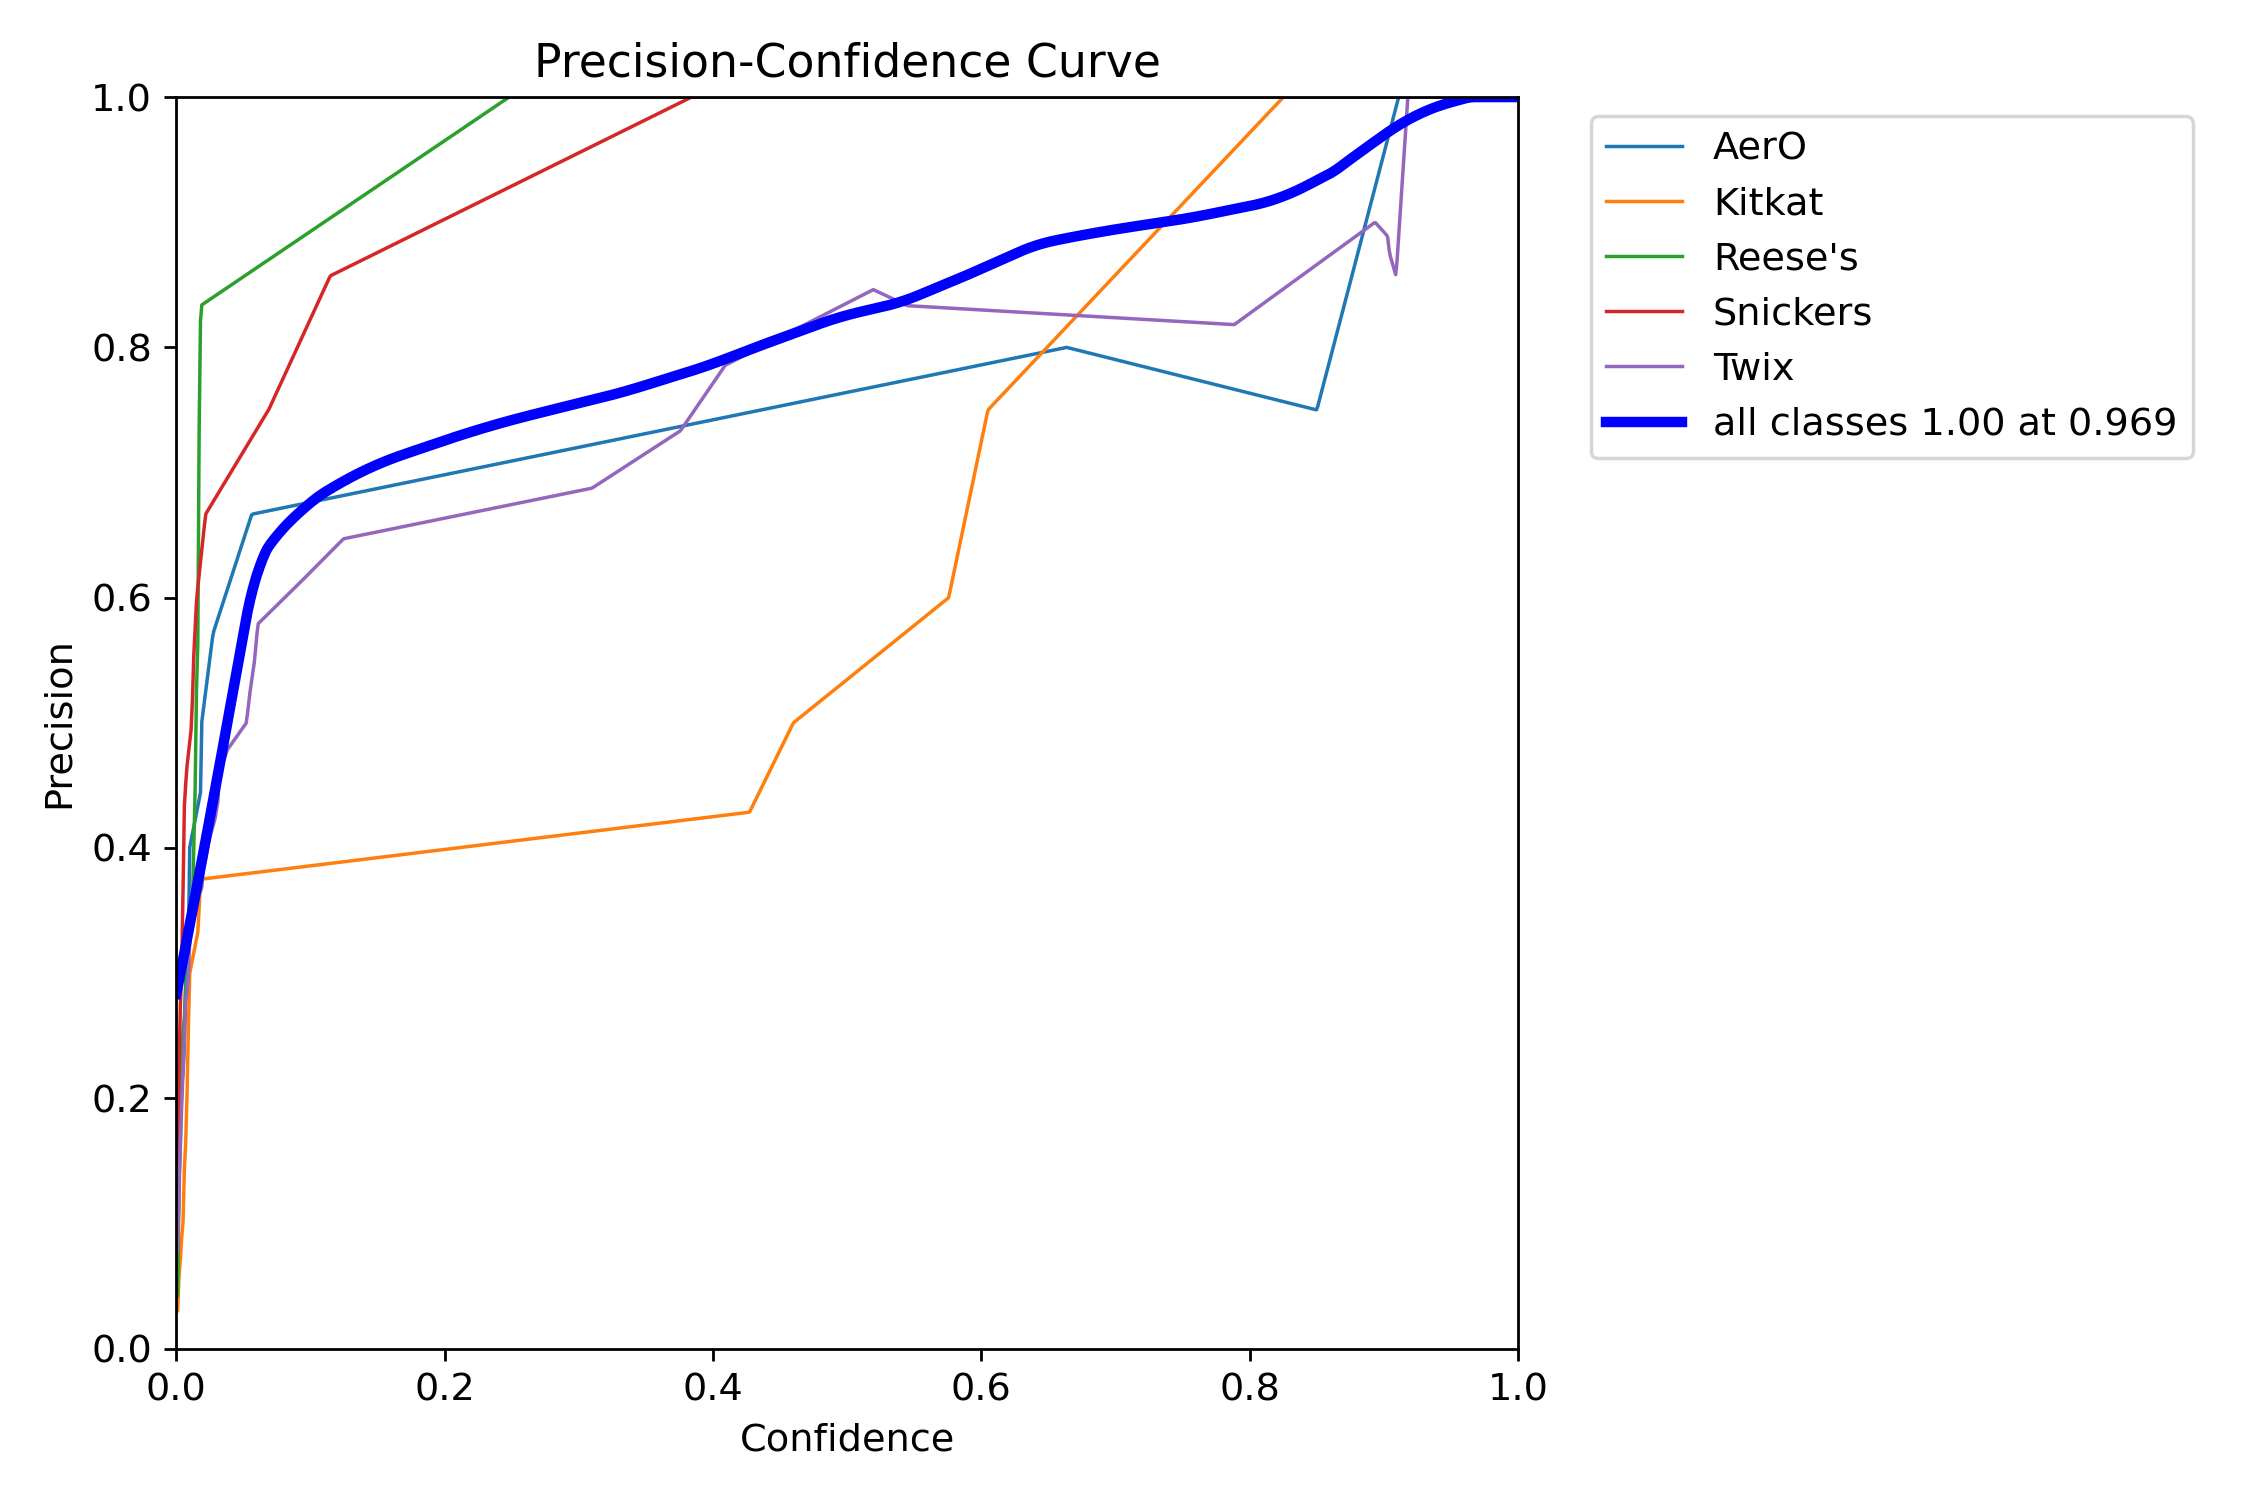 Precision-Confidence Curve
1.0
0.8
0.6
0.4
0.2
0.0
Precision
0.0 0.2 0.4 0.6 0.8 1.0
Confidence
AerO
Kitkat
Reese's
Snickers
Twix
all classes 1.00 at 0.969